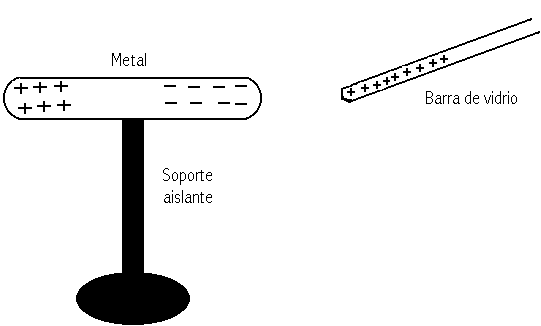 Metal
Barra de vidrio
Soporte
aislante